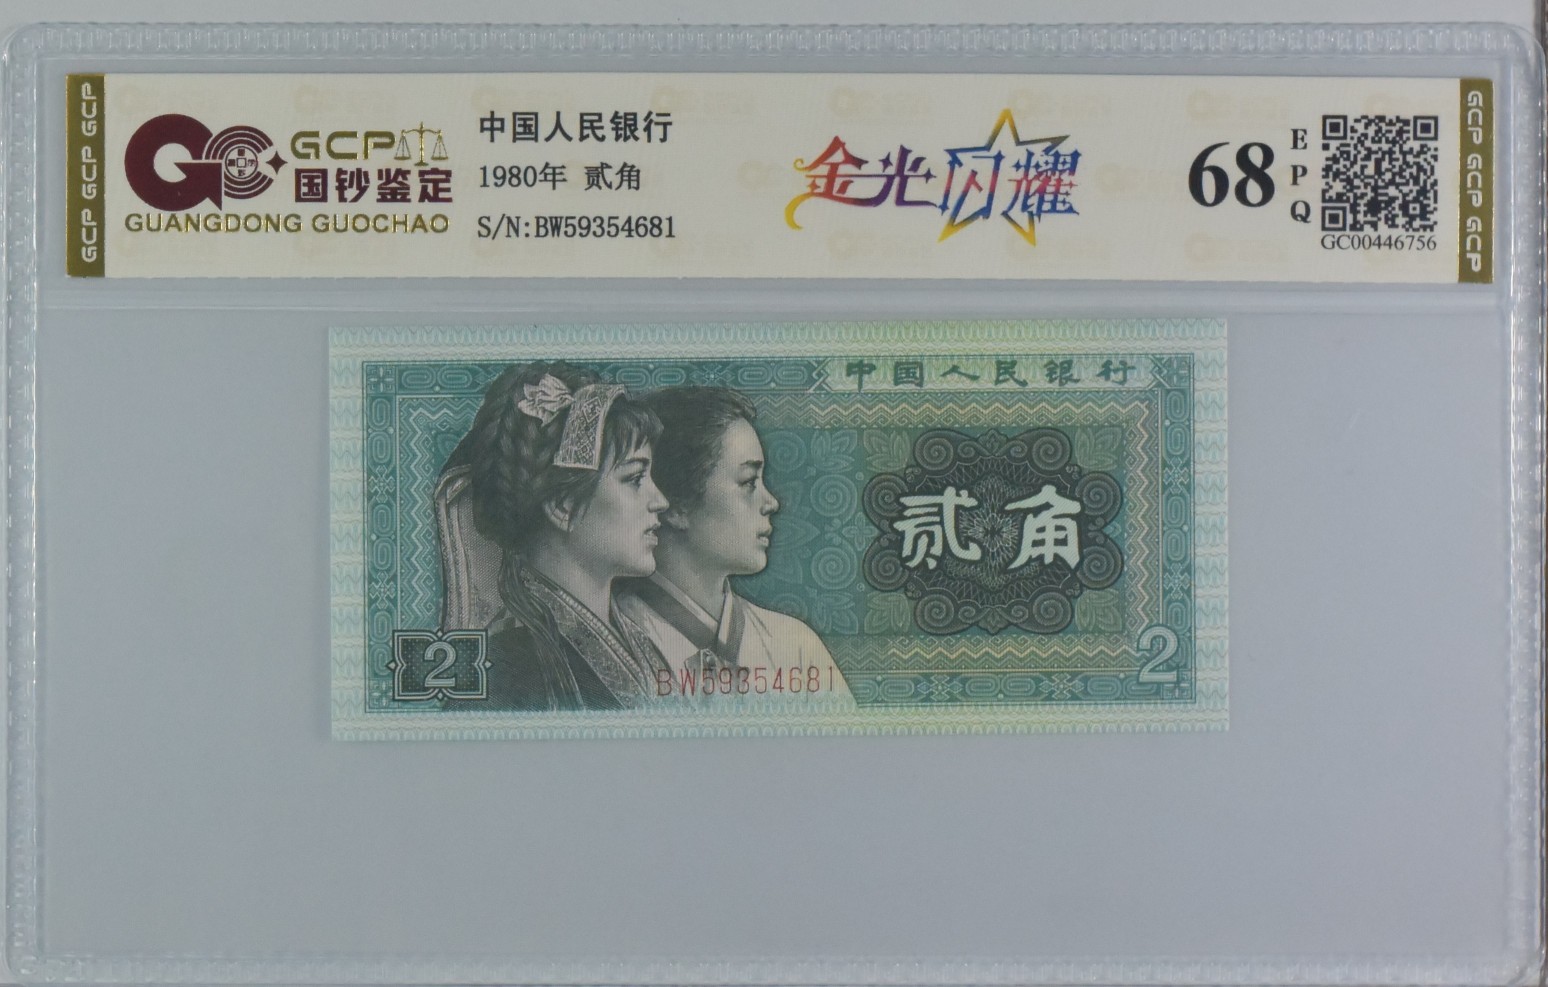 GCP GCP GCP
GCP
国钞鉴定
GUANGDONG GUOCHAO
中国人民银行
1980年 贰角
S/N:BW59354681
金光闪耀
68
EPQ
GC00446756
GCP GCP GCP
中国人民银行
贰角
2
2
BW59354681